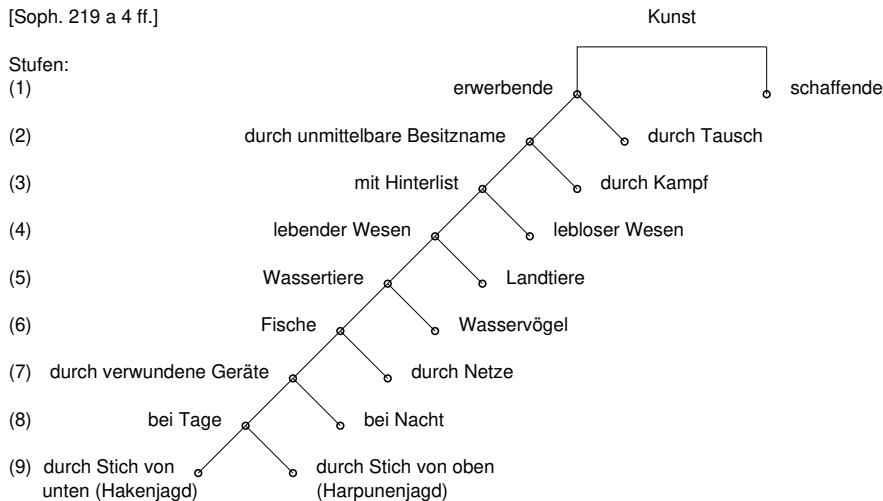 [Soph. 219 a 4 ff.]
Kunst
Stufen:
(1) erwerbende schaffende
(2) durch unmittelbare Besitzname durch Tausch
(3) mit Hinterlist durch Kampf
(4) lebender Wesen lebloser Wesen
(5) Wassertiere Landtiere
(6) Fische Wasservögel
(7) durch verwundene Geräte durch Netze
(8) bei Tage bei Nacht
(9) durch Stich von durch Stich von oben
unten (Hakenjagd) (Harpunenjagd)